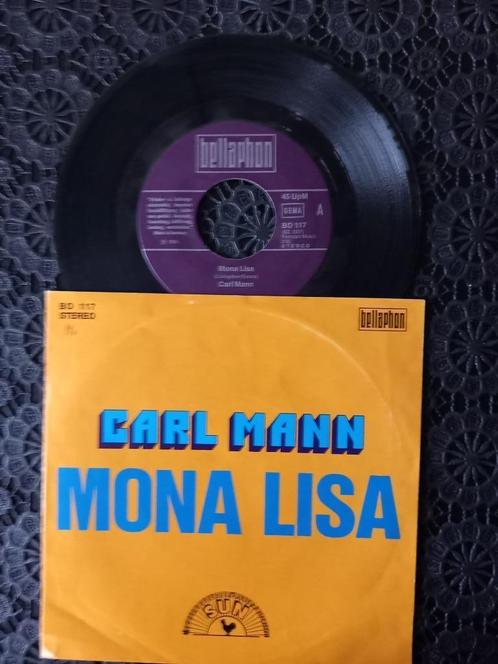 bellaphon
45 UpM
GEMA
A
BD 117
STEREO
Mona Lisa
Carl Mann
BD 117
STEREO
bellaphon
CARL MANN
MONA LISA
SUN